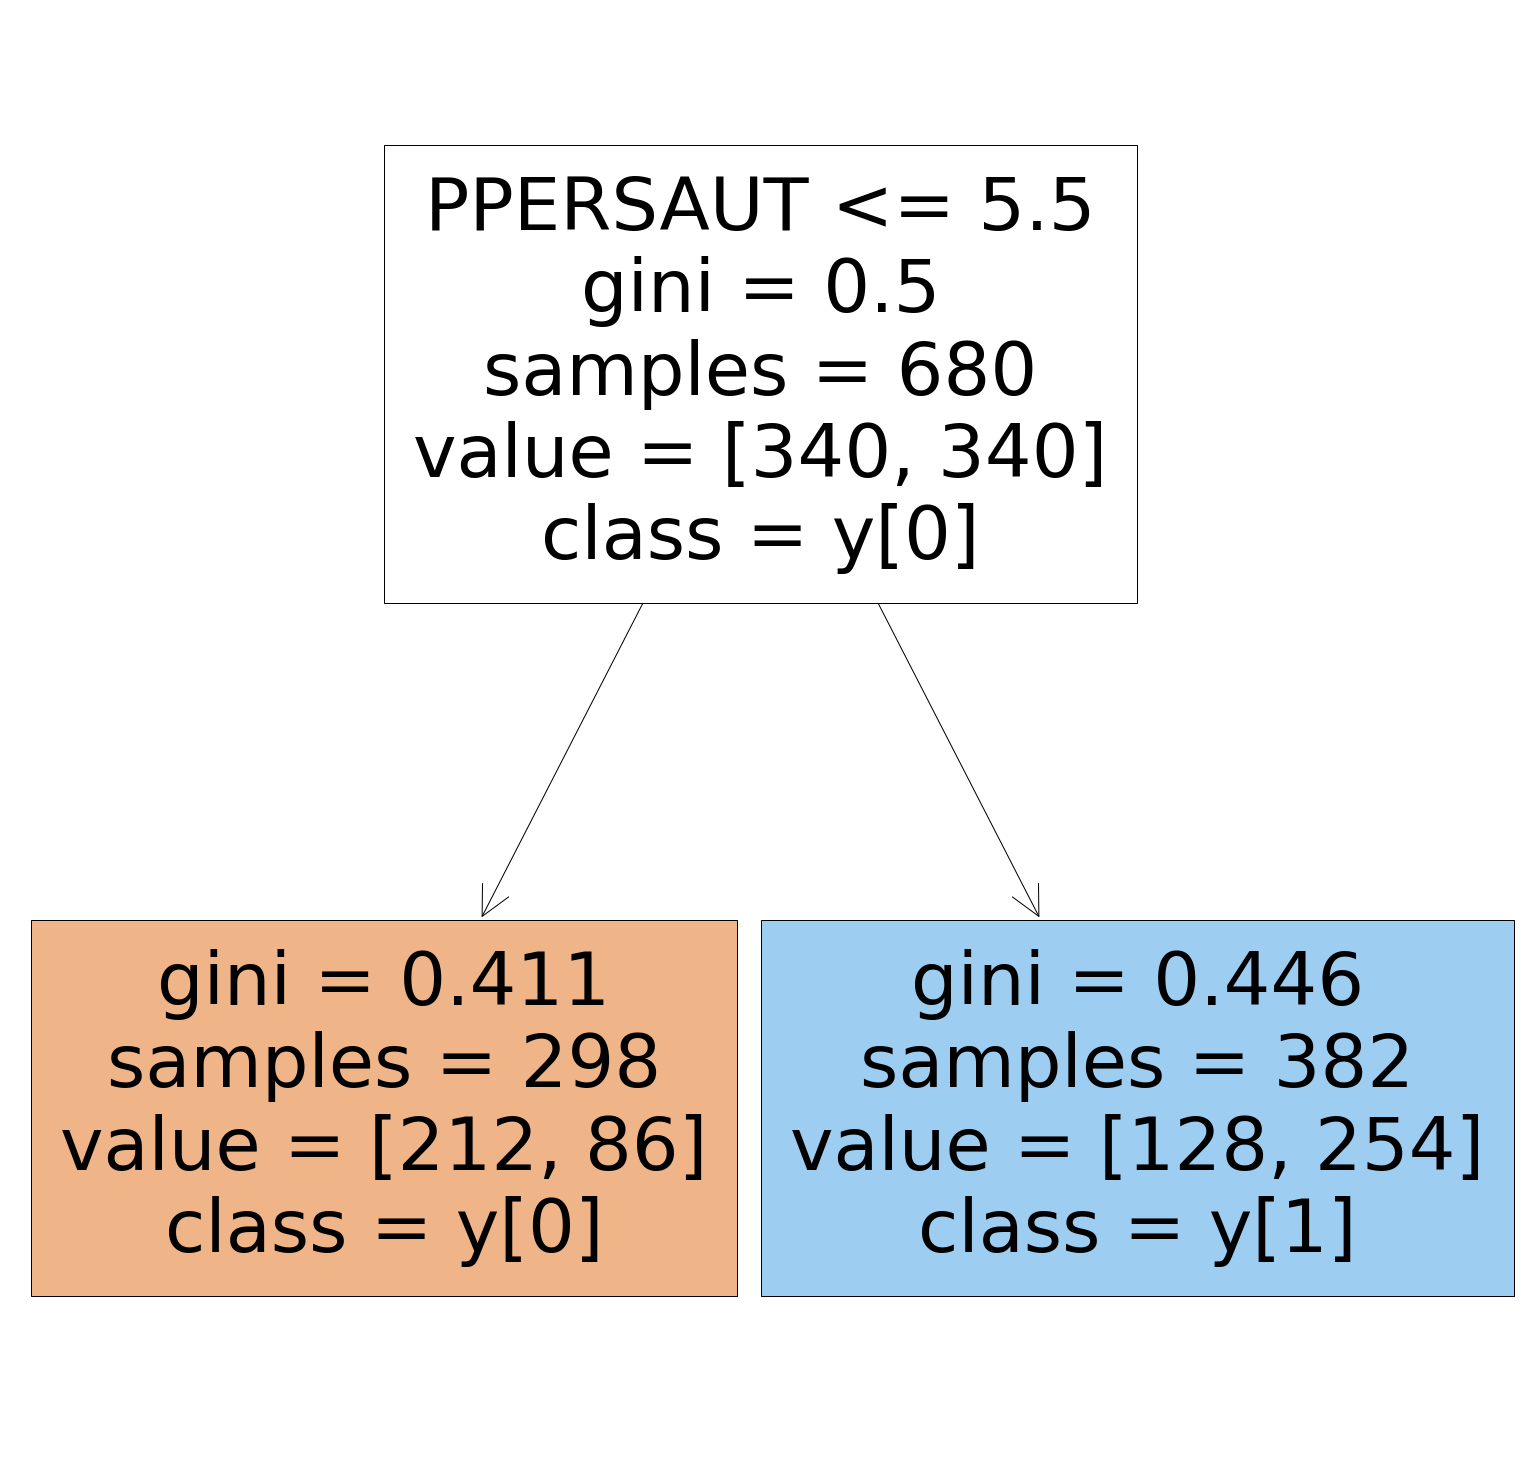 PPERSAUT <= 5.5
gini = 0.5
samples = 680
value = [340, 340]
class = y[0]
gini = 0.411
samples = 298
value = [212, 86]
class = y[0]
gini = 0.446
samples = 382
value = [128, 254]
class = y[1]